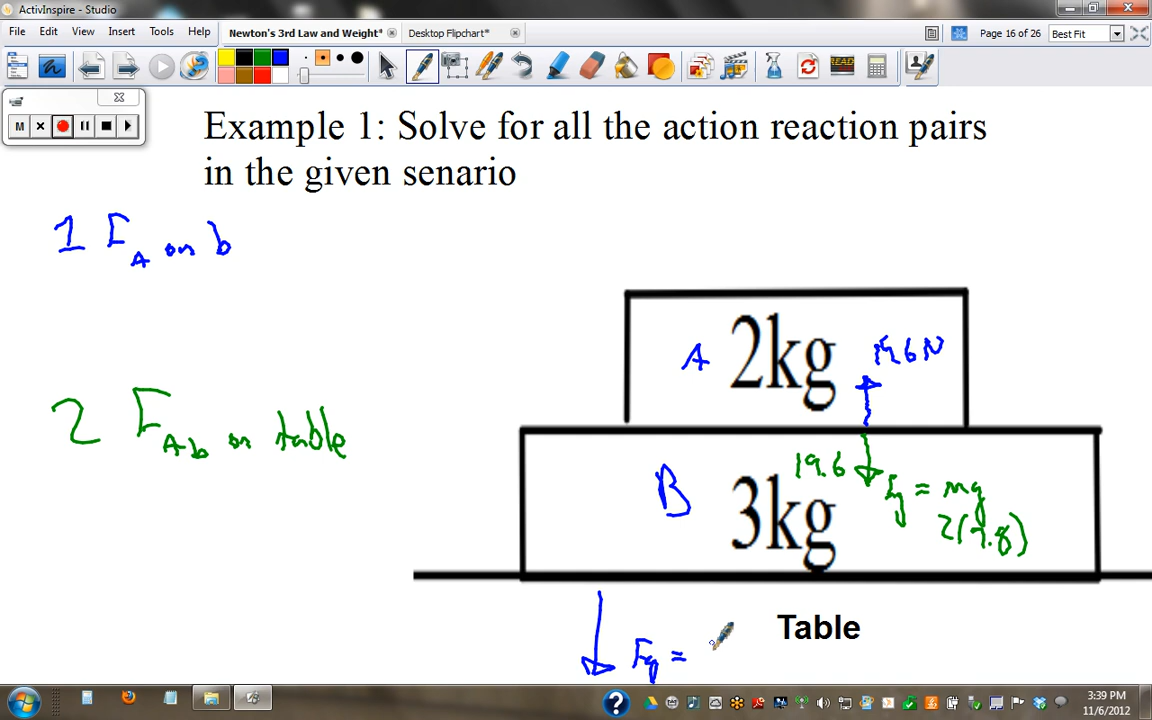 ActivInspire - Studio
File Edit View Insert Tools Help
Newton's 3rd Law and Weight*
Desktop Flipchart*
Page 16 of 26
Best Fit
M
Example 1: Solve for all the action reaction pairs
in the given senario
1 F A on b
A 2kg 19.6N
2 F Ab on table
B 3kg
19.6
Fg = mg
2(9.8)
Table
Fg =
3:39 PM
11/6/2012